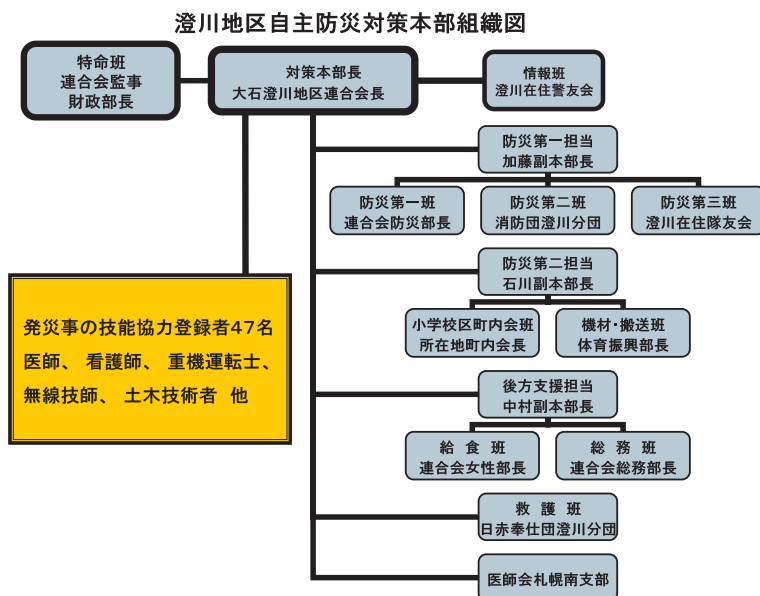 澄川地区自主防災対策本部組織図
特命班
連合会監事
財政部長
対策本部長
大石澄川地区連合会長
情報班
澄川在住警友会
防災第一担当
加藤副本部長
防災第一班
連合会防災部長
防災第二班
消防団澄川分団
防災第三班
澄川在住隊友会
防災第二担当
石川副本部長
小学校区町内会班
所在地町内会長
機材・搬送班
体育振興部長
発災事の技能協力登録者47名
医師、 看護師、 重機運転士、
無線技師、 土木技術者 他
後方支援担当
中村副本部長
給 食 班
連合会女性部長
総 務 班
連合会総務部長
救 護 班
日赤奉仕団澄川分団
医師会札幌南支部